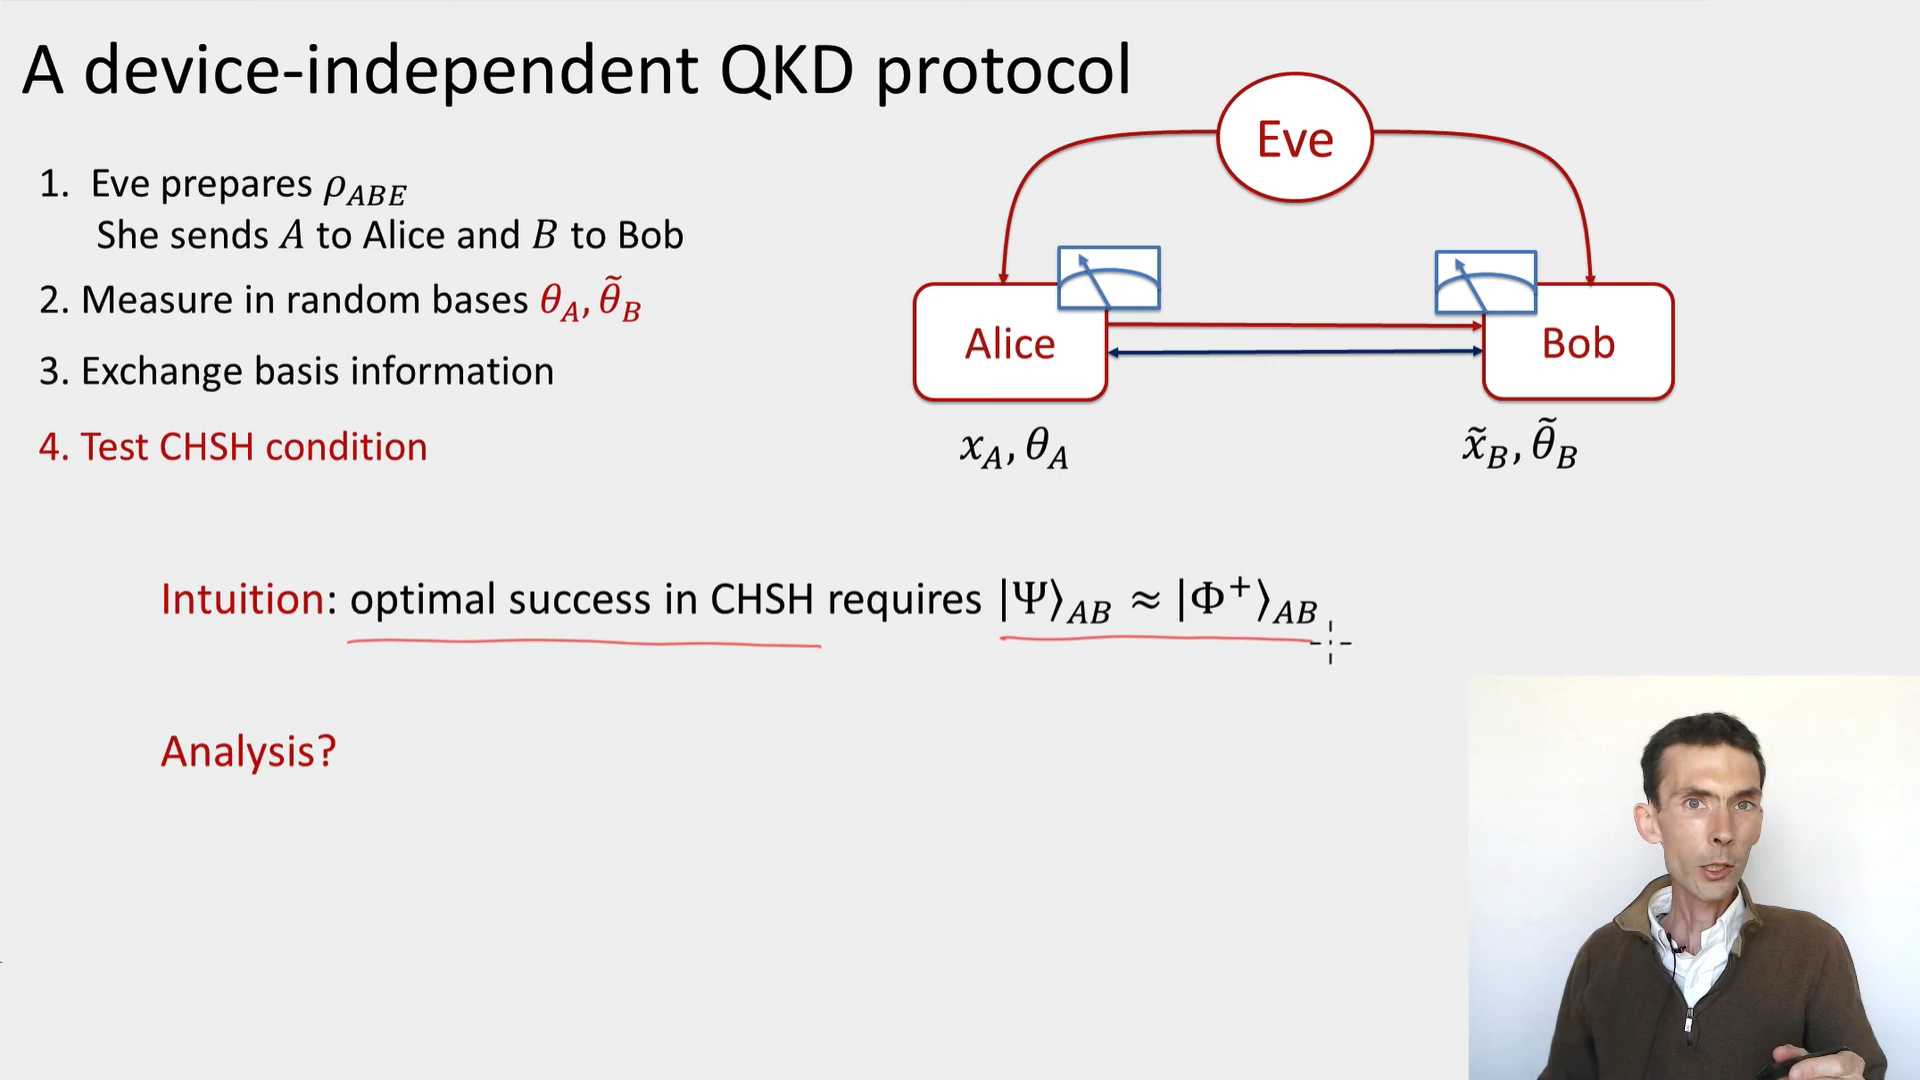 A device-independent QKD protocol
1. Eve prepares ρ_ABE
She sends A to Alice and B to Bob
2. Measure in random bases θ_A, θ̃_B
3. Exchange basis information
4. Test CHSH condition
Eve
Alice
Bob
x_A, θ_A
x̃_B, θ̃_B
Intuition: optimal success in CHSH requires |Ψ⟩_AB ≈ |Φ⁺⟩_AB
Analysis?